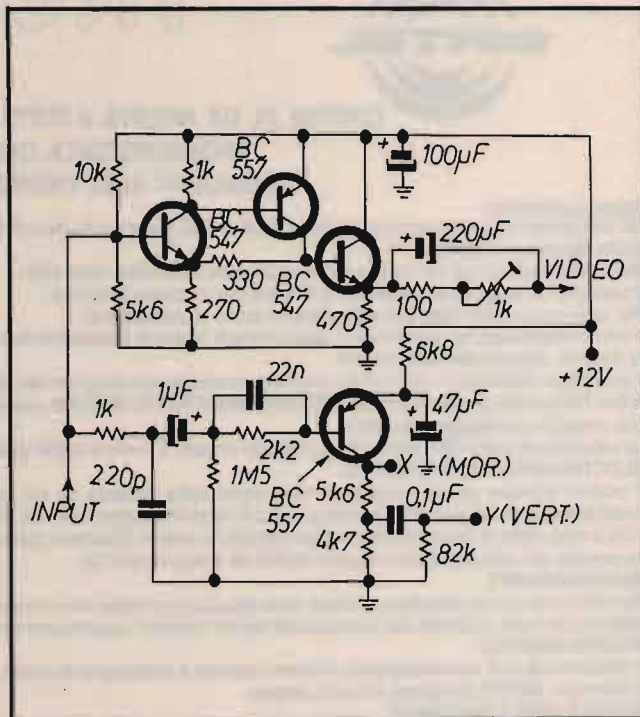 BC
557
100µF
10k
1k
BC
547
220µF
VIDEO
330
BC
547
100
1k
5k6
270
470
6k8
+12V
1µF
22n
47µF
1k
2k2
220p
1M5
X (MOR.)
BC
557
5k6
INPUT
0,1µF
Y(VERT.)
4k7
82k